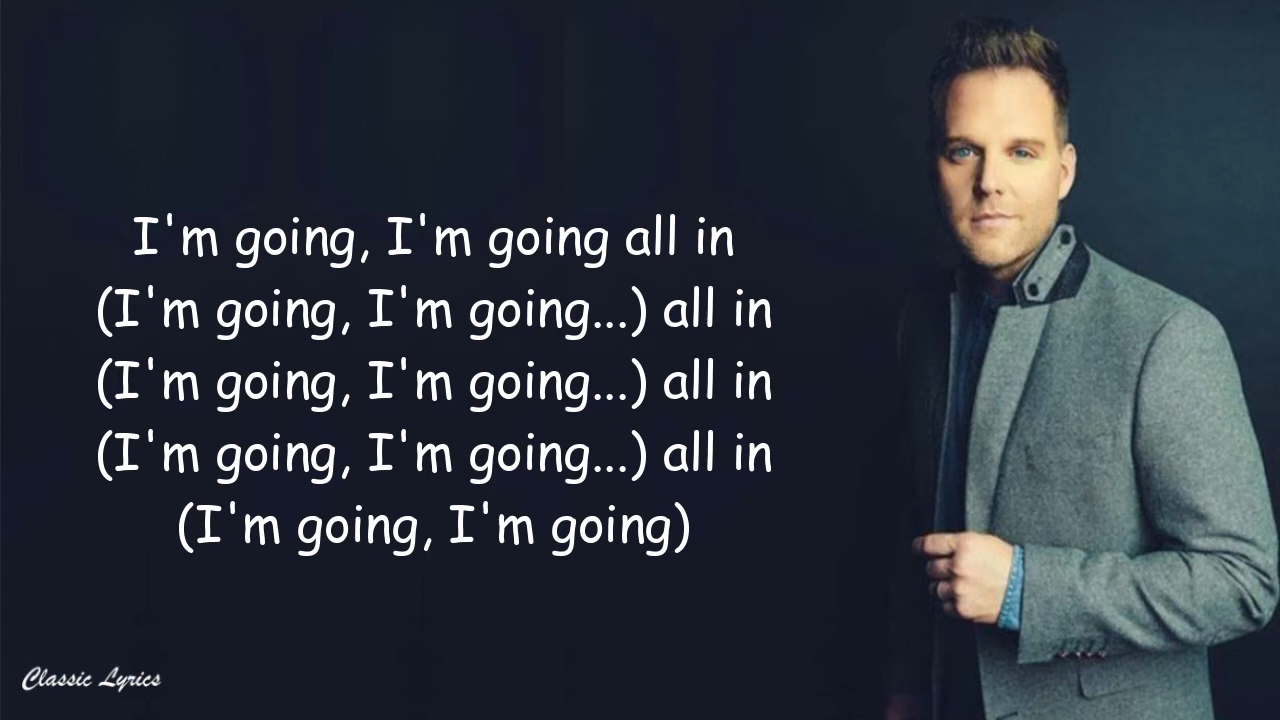 I'm going, I'm going all in
(I'm going, I'm going...) all in
(I'm going, I'm going...) all in
(I'm going, I'm going...) all in
(I'm going, I'm going)
Classic Lyrics